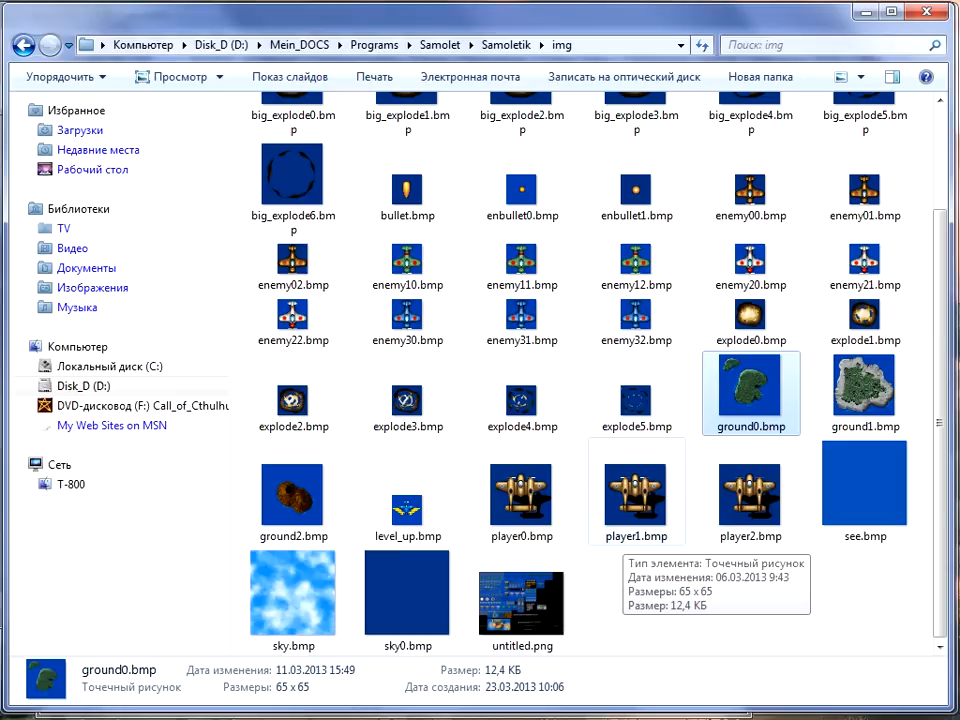 Компьютер ▸ Disk_D (D:) ▸ Mein_DOCS ▸ Programs ▸ Samolet ▸ Samoletik ▸ img
Поиск: img
Упорядочить Просмотр Показ слайдов Печать Электронная почта Записать на оптический диск Новая папка
Избранное
Загрузки
Недавние места
Рабочий стол
Библиотеки
TV
Видео
Документы
Изображения
Музыка
Компьютер
Локальный диск (C:)
Disk_D (D:)
DVD-дисковод (F:) Call_of_Cthulhu
My Web Sites on MSN
Сеть
T-800
big_explode0.bm
p
big_explode1.bm
p
big_explode2.bm
p
big_explode3.bm
p
big_explode4.bm
p
big_explode5.bm
p
big_explode6.bm
p
bullet.bmp
enbullet0.bmp
enbullet1.bmp
enemy00.bmp
enemy01.bmp
enemy02.bmp
enemy10.bmp
enemy11.bmp
enemy12.bmp
enemy20.bmp
enemy21.bmp
enemy22.bmp
enemy30.bmp
enemy31.bmp
enemy32.bmp
explode0.bmp
explode1.bmp
explode2.bmp
explode3.bmp
explode4.bmp
explode5.bmp
ground0.bmp
ground1.bmp
ground2.bmp
level_up.bmp
player0.bmp
player1.bmp
player2.bmp
see.bmp
sky.bmp
sky0.bmp
untitled.png
Тип элемента: Точечный рисунок
Дата изменения: 06.03.2013 9:43
Размеры: 65 x 65
Размер: 12,4 КБ
ground0.bmp Дата изменения: 11.03.2013 15:49 Размер: 12,4 КБ
Точечный рисунок Размеры: 65 x 65 Дата создания: 23.03.2013 10:06